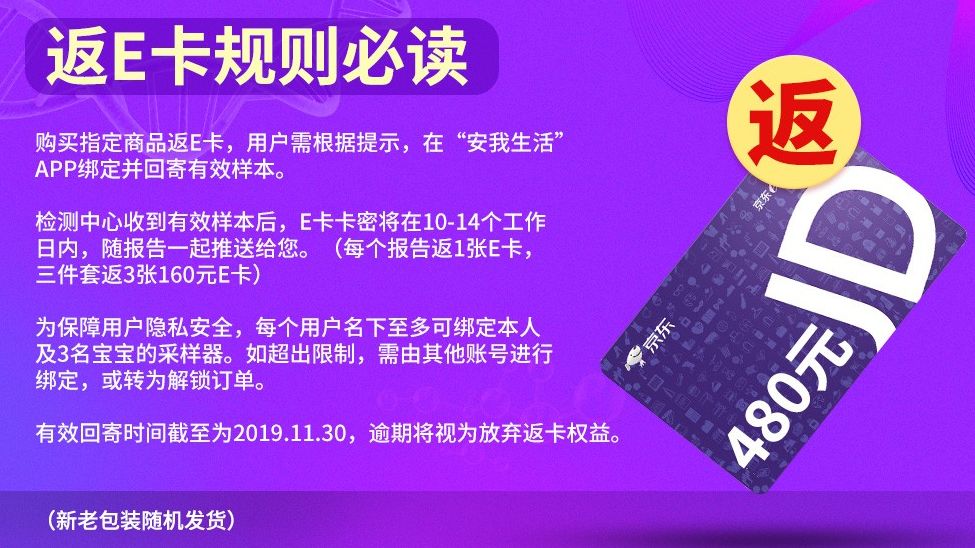 返E卡规则必读
购买指定商品返E卡，用户需根据提示，在“安我生活”
APP绑定并回寄有效样本。
检测中心收到有效样本后，E卡卡密将在10-14个工作
日内，随报告一起推送给您。（每个报告返1张E卡，
三件套返3张160元E卡）
为保障用户隐私安全，每个用户名下至多可绑定本人
及3名宝宝的采样器。如超出限制，需由其他账号进行
绑定，或转为解锁订单。
有效回寄时间截至为2019.11.30，逾期将视为放弃返卡权益。
（新老包装随机发货）
返
京东
JD
京东
480元